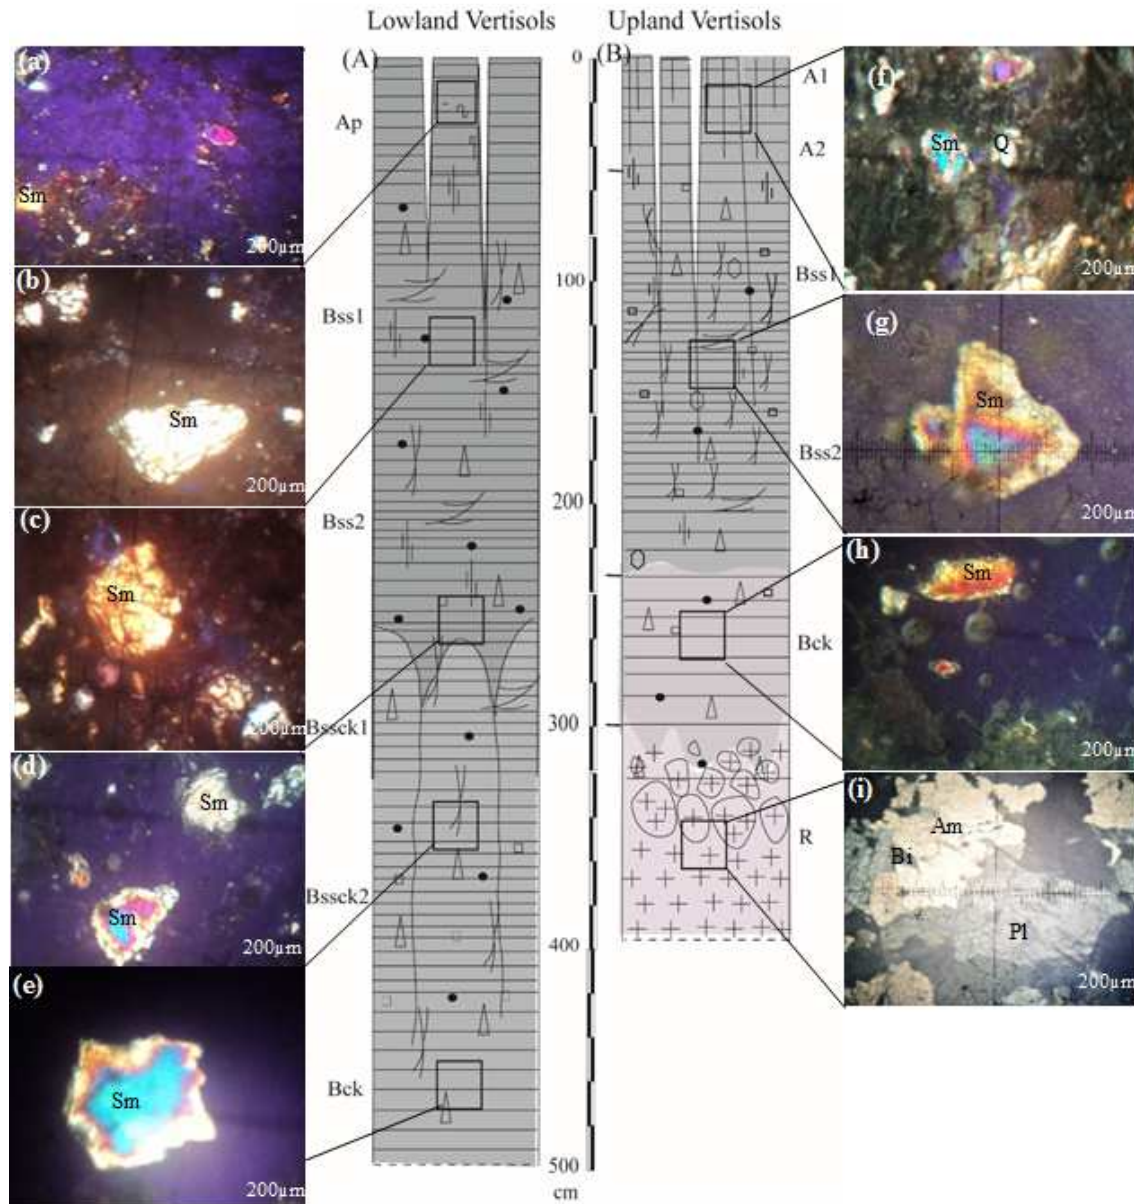 Lowland Vertisols
Upland Vertisols
(a)
Sm
200µm
(b)
Sm
200µm
(c)
Sm
200µm
(d)
Sm
Sm
200µm
(e)
Sm
200µm
(A)
Ap
Bss1
Bss2
Bssck1
Bssck2
Bck
0
100
200
300
400
500
cm
(B)
A1
A2
Bss1
Bss2
Bck
R
(f)
Sm
Q
200µm
(g)
Sm
200µm
(h)
Sm
200µm
(i)
Am
Bi
Pl
200µm